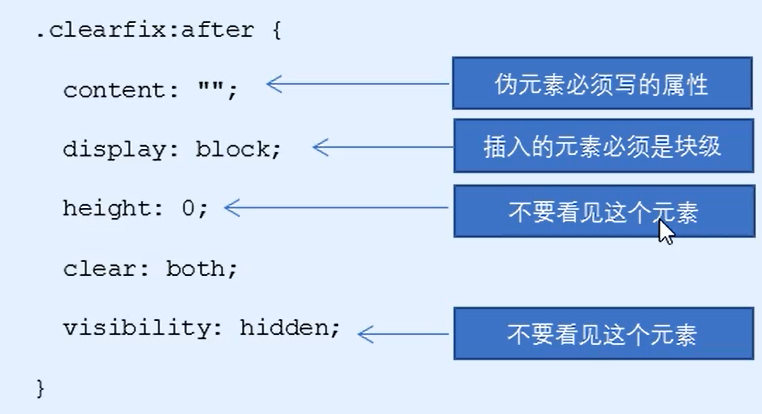 .clearfix:after {
content: "";
伪元素必须写的属性
display: block;
插入的元素必须是块级
height: 0;
不要看见这个元素
clear: both;
visibility: hidden;
不要看见这个元素
}